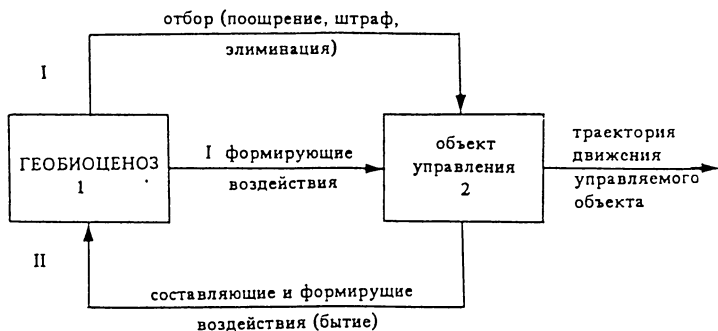 отбор (поощрение, штраф,
элиминация)
I
ГЕОБИОЦЕНОЗ
1
I формирующие
воздействия
объект
управления
2
траектория
движения
управляемого
объекта
II
составляющие и формирущие
воздействия (бытие)